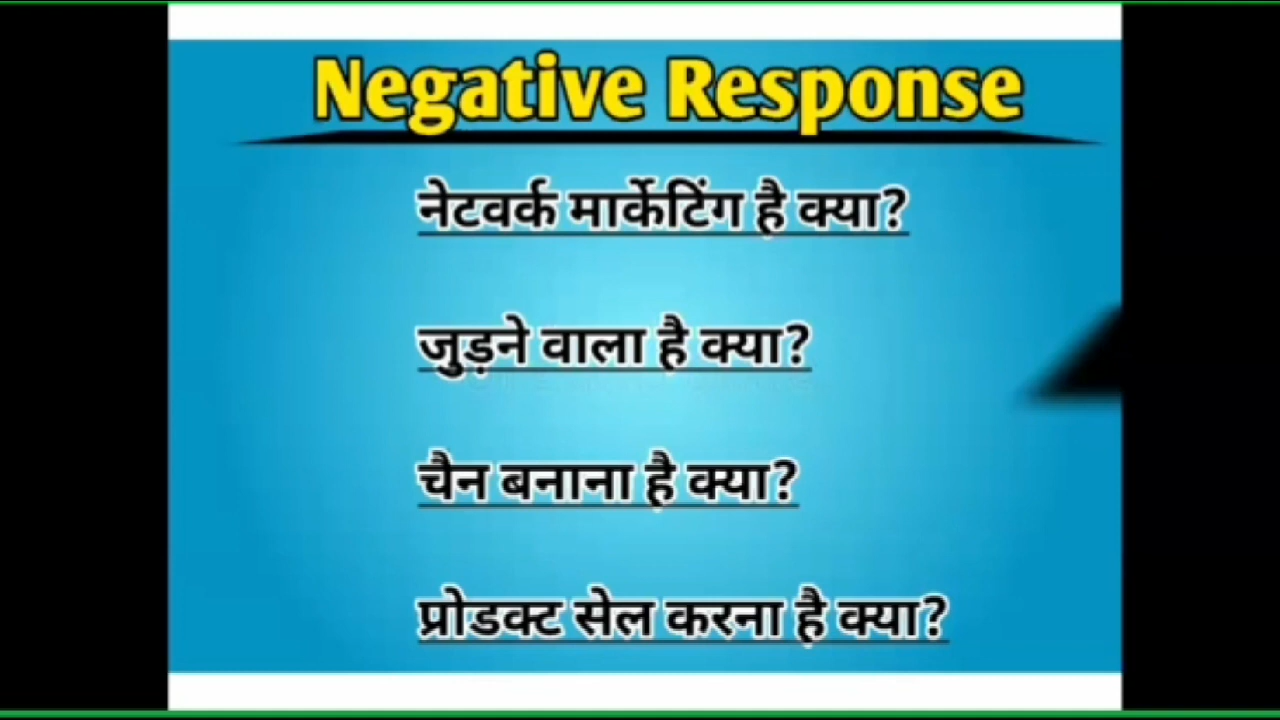 Negative Response
नेटवर्क मार्केटिंग है क्या?
जुड़ने वाला है क्या?
चैन बनाना है क्या?
प्रोडक्ट सेल करना है क्या?